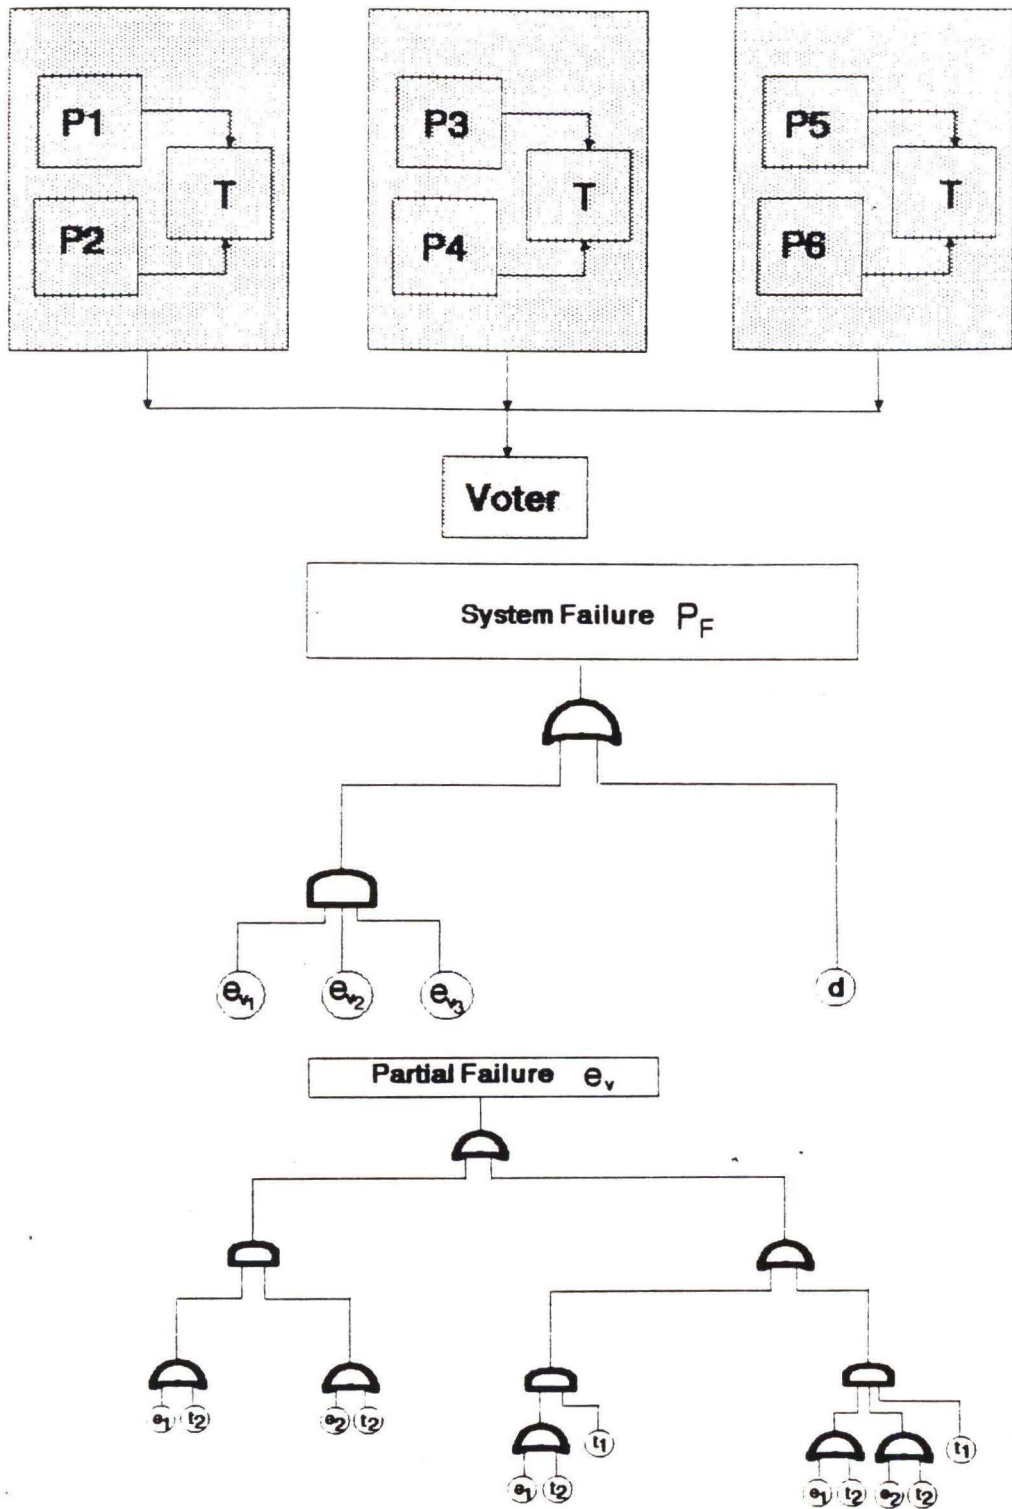 P1 P3 P5
T T T
P2 P4 P6
Voter
System Failure P_F
e_v1 e_v2 e_v3 d
Partial Failure e_v
e1 t2 e2 t2
t1 t1
e1 t2 e1 t2 e2 t2